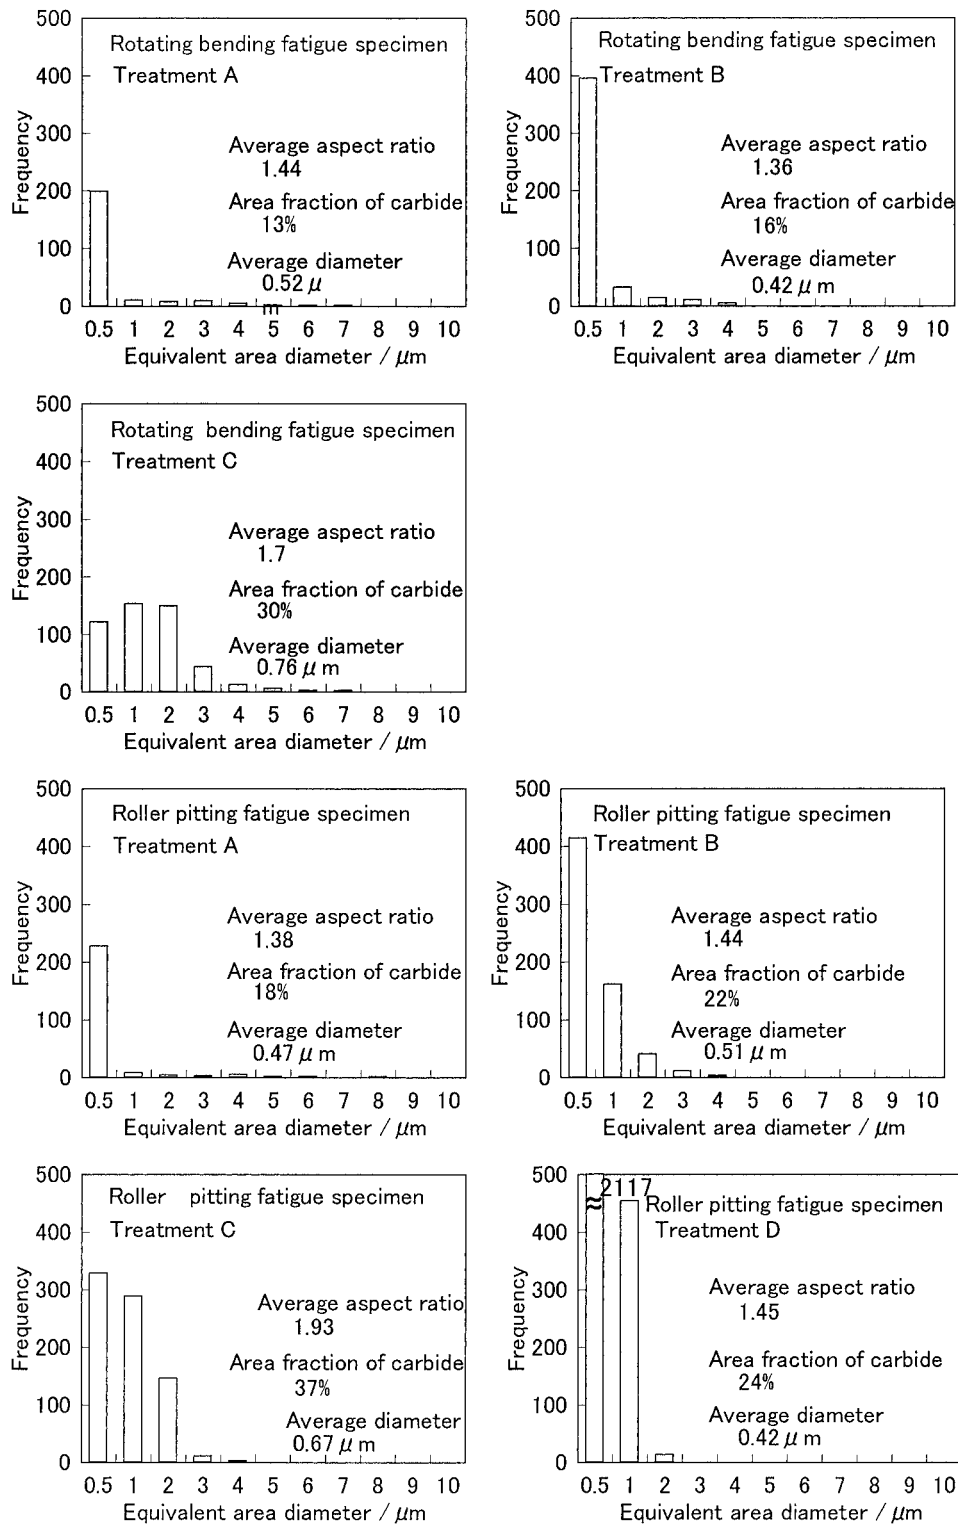 500
400
300
200
100
0
Frequency
Rotating bending fatigue specimen
Treatment A
Average aspect ratio
1.44
Area fraction of carbide
13%
Average diameter
0.52 μ
m
0.5 1 2 3 4 5 6 7 8 9 10
Equivalent area diameter / μm
500
400
300
200
100
0
Frequency
Rotating bending fatigue specimen
Treatment B
Average aspect ratio
1.36
Area fraction of carbide
16%
Average diameter
0.42 μ m
0.5 1 2 3 4 5 6 7 8 9 10
Equivalent area diameter / μm
500
400
300
200
100
0
Frequency
Rotating bending fatigue specimen
Treatment C
Average aspect ratio
1.7
Area fraction of carbide
30%
Average diameter
0.76 μ m
0.5 1 2 3 4 5 6 7 8 9 10
Equivalent area diameter / μm
500
400
300
200
100
0
Frequency
Roller pitting fatigue specimen
Treatment A
Average aspect ratio
1.38
Area fraction of carbide
18%
Average diameter
0.47 μ m
0.5 1 2 3 4 5 6 7 8 9 10
Equivalent area diameter / μm
500
400
300
200
100
0
Frequency
Roller pitting fatigue specimen
Treatment B
Average aspect ratio
1.44
Area fraction of carbide
22%
Average diameter
0.51 μ m
0.5 1 2 3 4 5 6 7 8 9 10
Equivalent area diameter / μm
500
400
300
200
100
0
Frequency
Roller pitting fatigue specimen
Treatment C
Average aspect ratio
1.93
Area fraction of carbide
37%
Average diameter
0.67 μ m
0.5 1 2 3 4 5 6 7 8 9 10
Equivalent area diameter / μm
500
400
300
200
100
0
Frequency
2117
Roller pitting fatigue specimen
Treatment D
Average aspect ratio
1.45
Area fraction of carbide
24%
Average diameter
0.42 μ m
0.5 1 2 3 4 5 6 7 8 9 10
Equivalent area diameter / μm